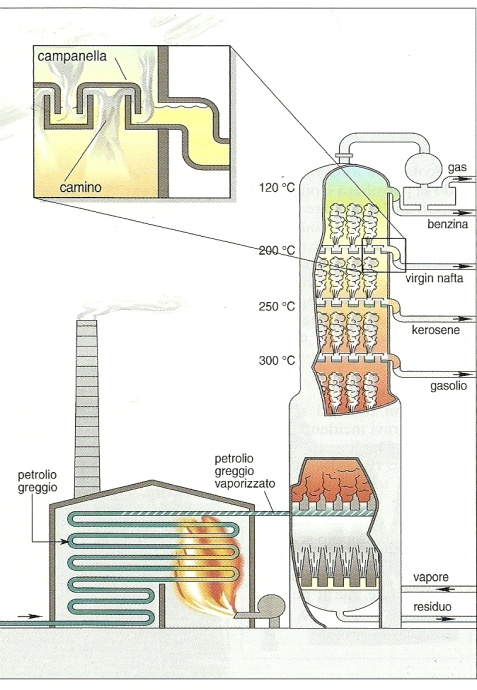 campanella
camino
120 °C
gas
benzina
200 °C
virgin nafta
250 °C
kerosene
300 °C
gasolio
petrolio
greggio
petrolio
greggio
vaporizzato
vapore
residuo